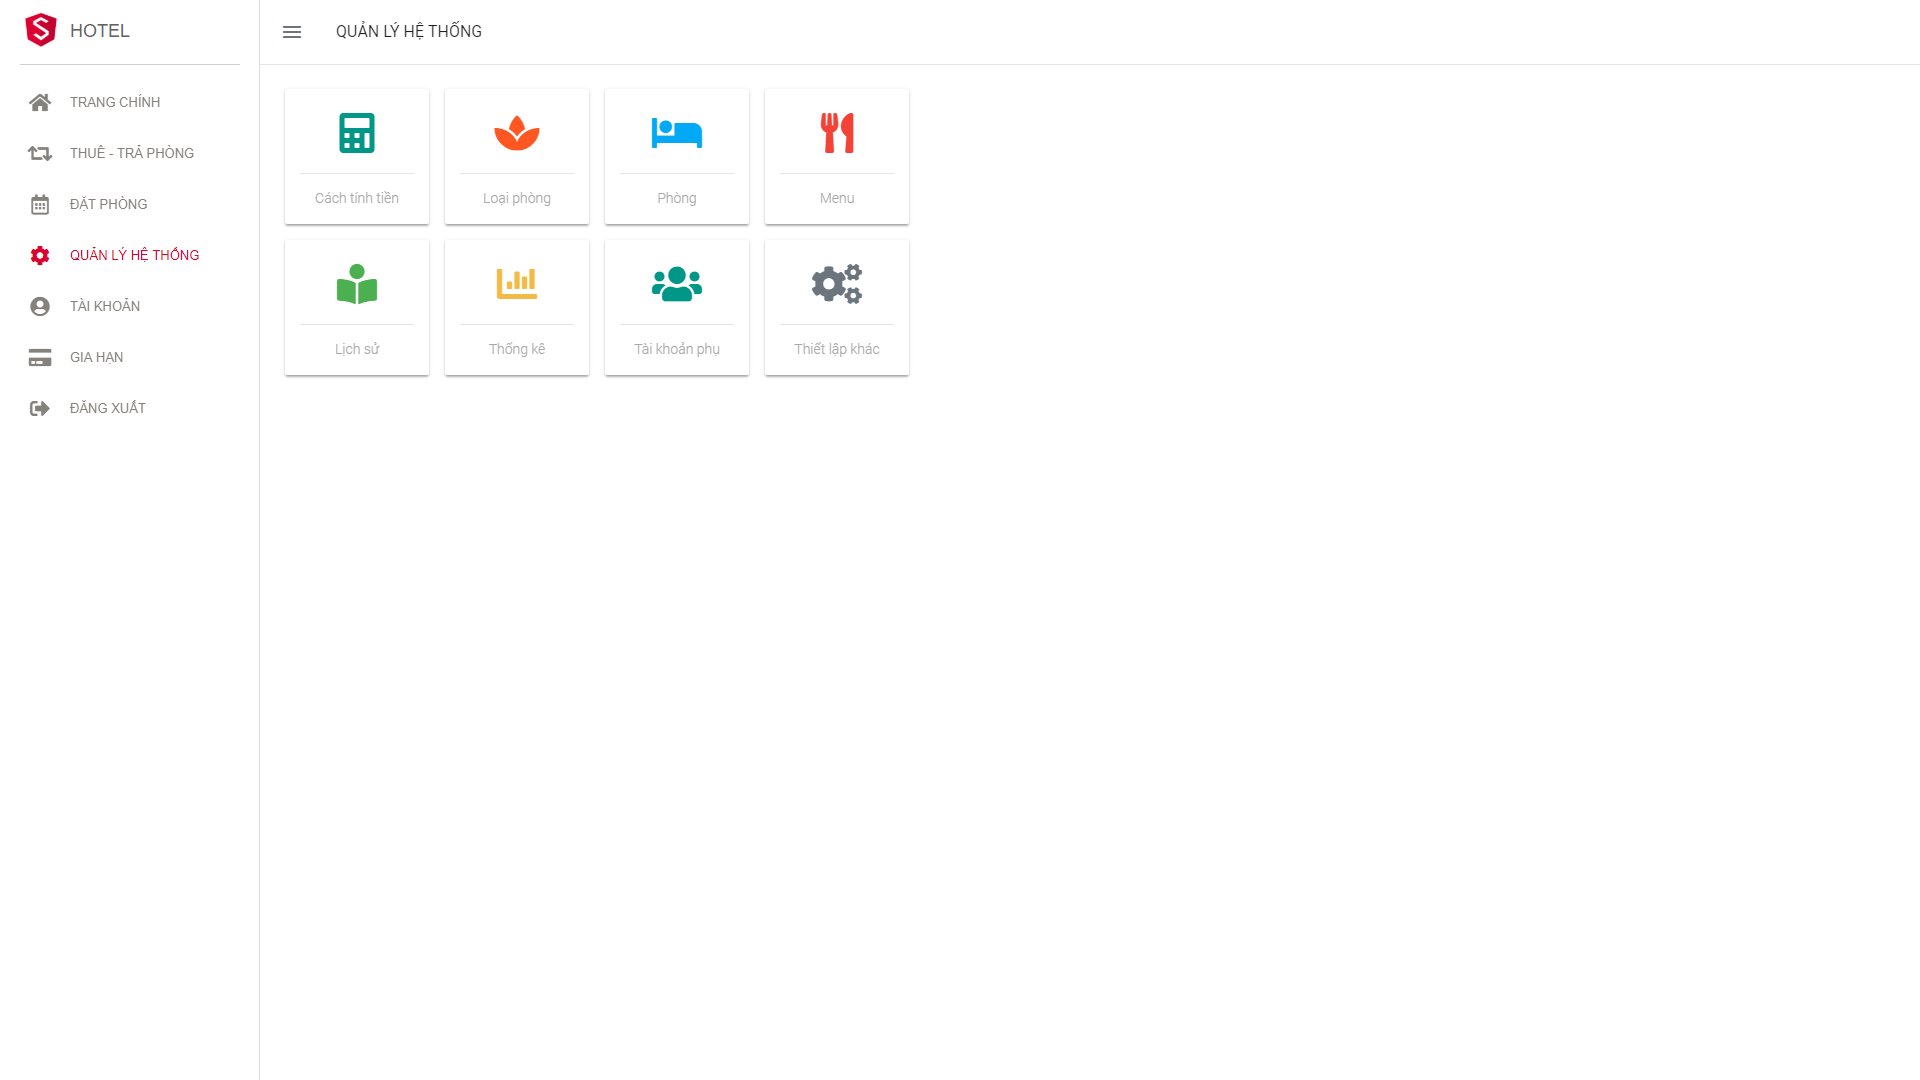 HOTEL
TRANG CHÍNH
THUÊ - TRẢ PHÒNG
ĐẶT PHÒNG
QUẢN LÝ HỆ THỐNG
TÀI KHOẢN
GIA HẠN
ĐĂNG XUẤT
QUẢN LÝ HỆ THỐNG
Cách tính tiền
Loại phòng
Phòng
Menu
Lịch sử
Thống kê
Tài khoản phụ
Thiết lập khác